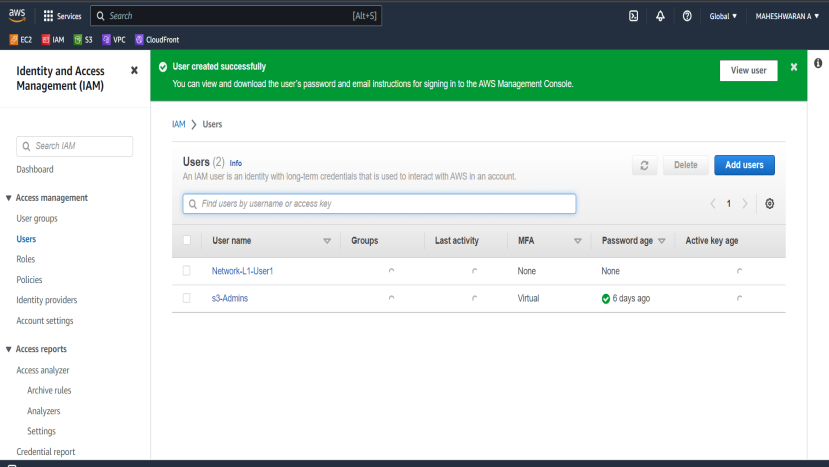 aws Services Search [Alt+S] Global MAHESHWARAN A
EC2 IAM S3 VPC CloudFront
Identity and Access Management (IAM)
Search IAM
Dashboard
Access management
User groups
Users
Roles
Policies
Identity providers
Account settings
Access reports
Access analyzer
Archive rules
Analyzers
Settings
Credential report
User created successfully
You can view and download the user's password and email instructions for signing in to the AWS Management Console.
View user
IAM > Users
Users (2) Info
An IAM user is an identity with long-term credentials that is used to interact with AWS in an account.
Delete Add users
Find users by username or access key
1
User name Groups Last activity MFA Password age Active key age
Network-L1-User1 None None
s3-Admins Virtual 6 days ago